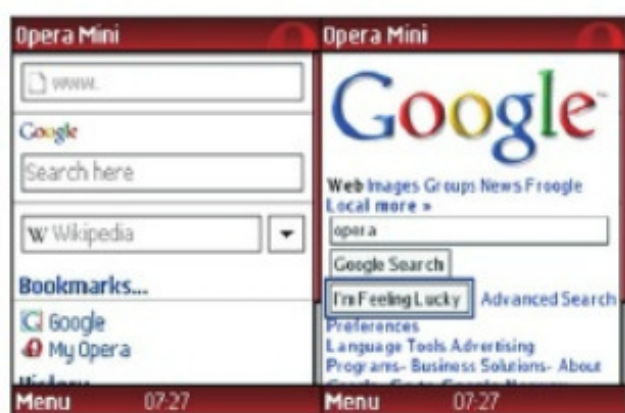 Opera Mini
www.
Google
Search here
W Wikipedia
Bookmarks...
Google
My Opera
History
Menu 07:27
Opera Mini
Google
Web Images Groups News Froogle
Local more »
opera
Google Search
I'm Feeling Lucky Advanced Search
Preferences
Language Tools Advertising
Programs- Business Solutions- About
Menu 07:27